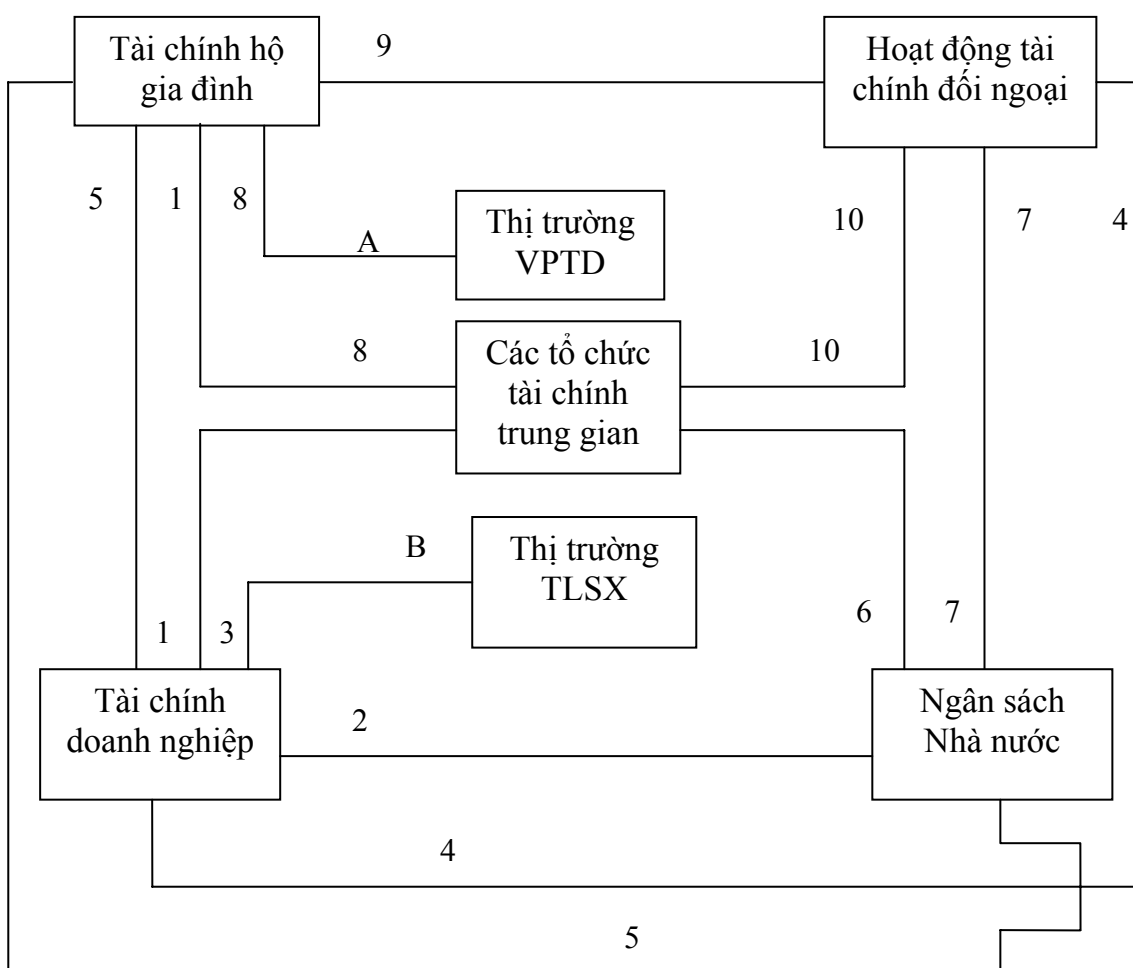 Tài chính hộ
gia đình
9
Hoạt động tài
chính đối ngoại
5
1
8
10
7
4
A
Thị trường
VPTD
8
Các tổ chức
tài chính
trung gian
10
B
Thị trường
TLSX
1
3
6
7
Tài chính
doanh nghiệp
2
Ngân sách
Nhà nước
4
5